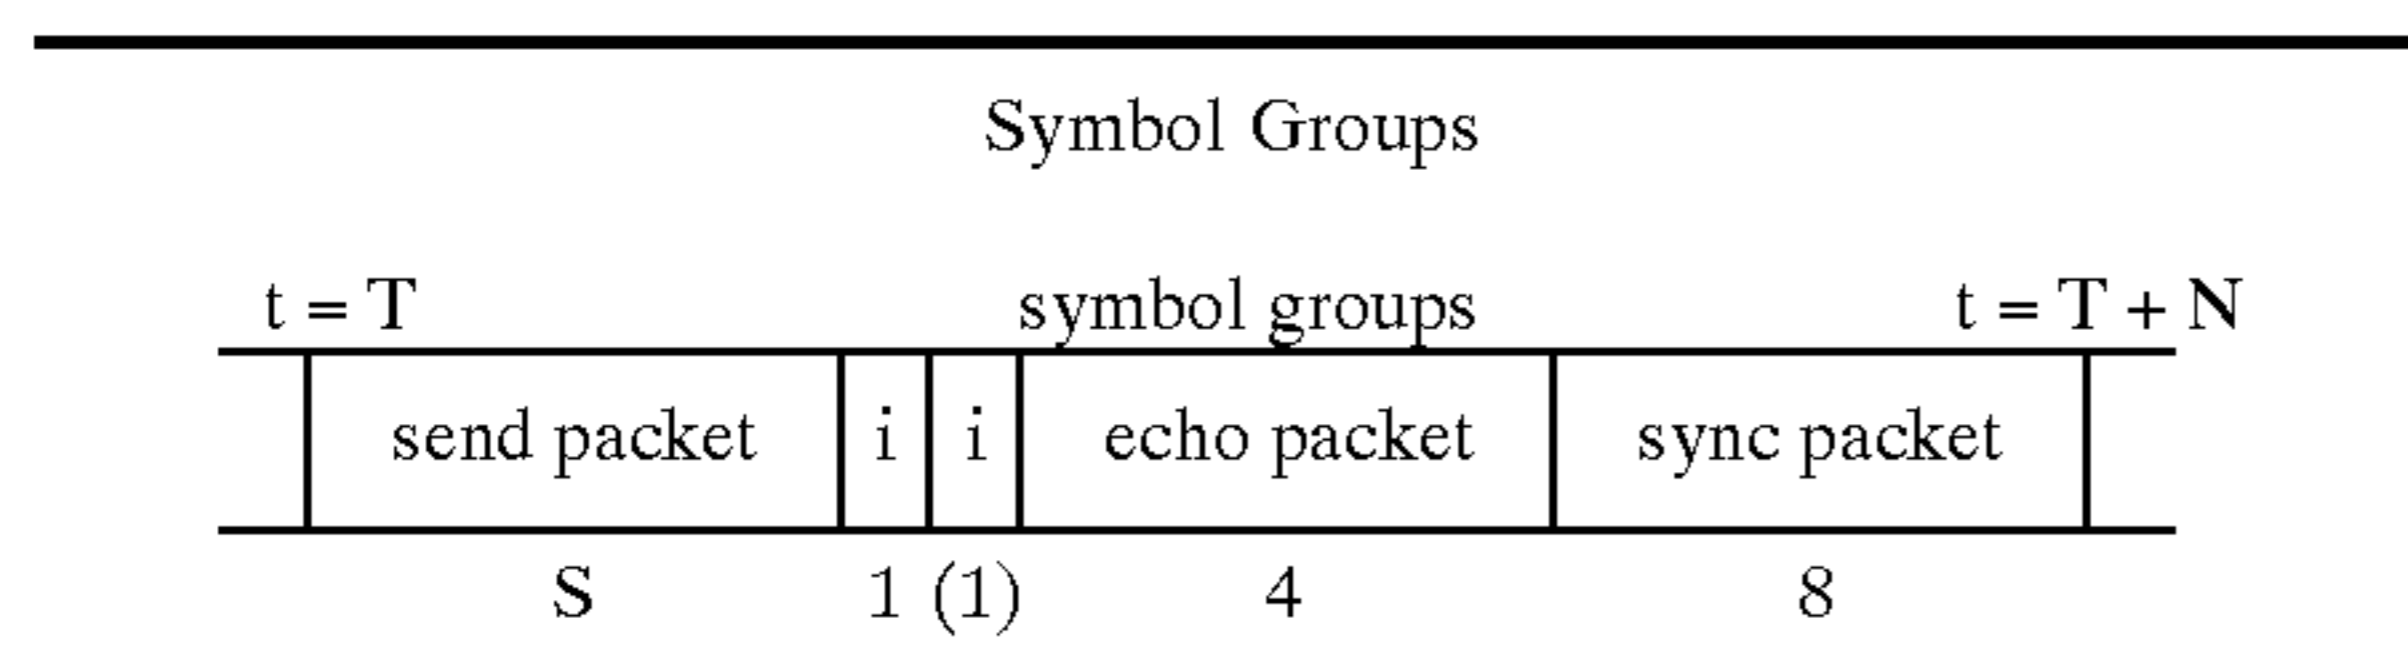 Symbol Groups
t = T symbol groups t = T + N
send packet i i echo packet sync packet
S 1 (1) 4 8